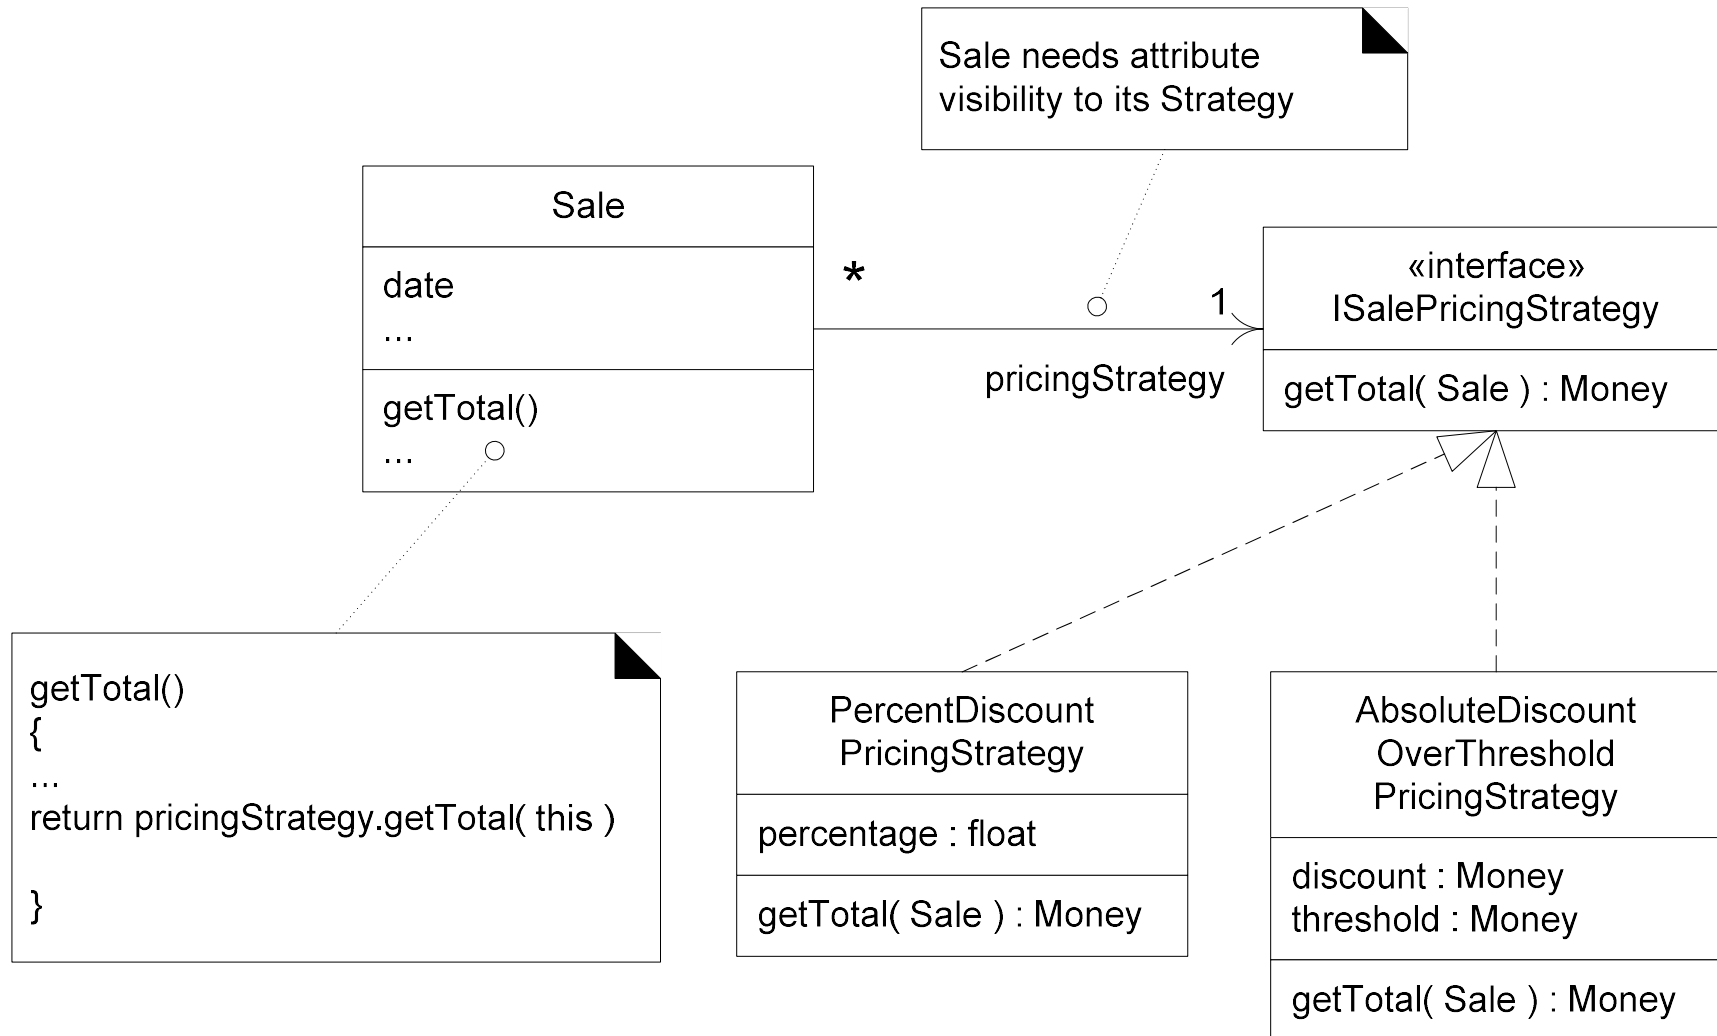 Sale needs attribute
visibility to its Strategy
Sale
date
...
getTotal()
...
*
1
pricingStrategy
«interface»
ISalePricingStrategy
getTotal( Sale ) : Money
getTotal()
{
...
return pricingStrategy.getTotal( this )
}
PercentDiscount
PricingStrategy
percentage : float
getTotal( Sale ) : Money
AbsoluteDiscount
OverThreshold
PricingStrategy
discount : Money
threshold : Money
getTotal( Sale ) : Money